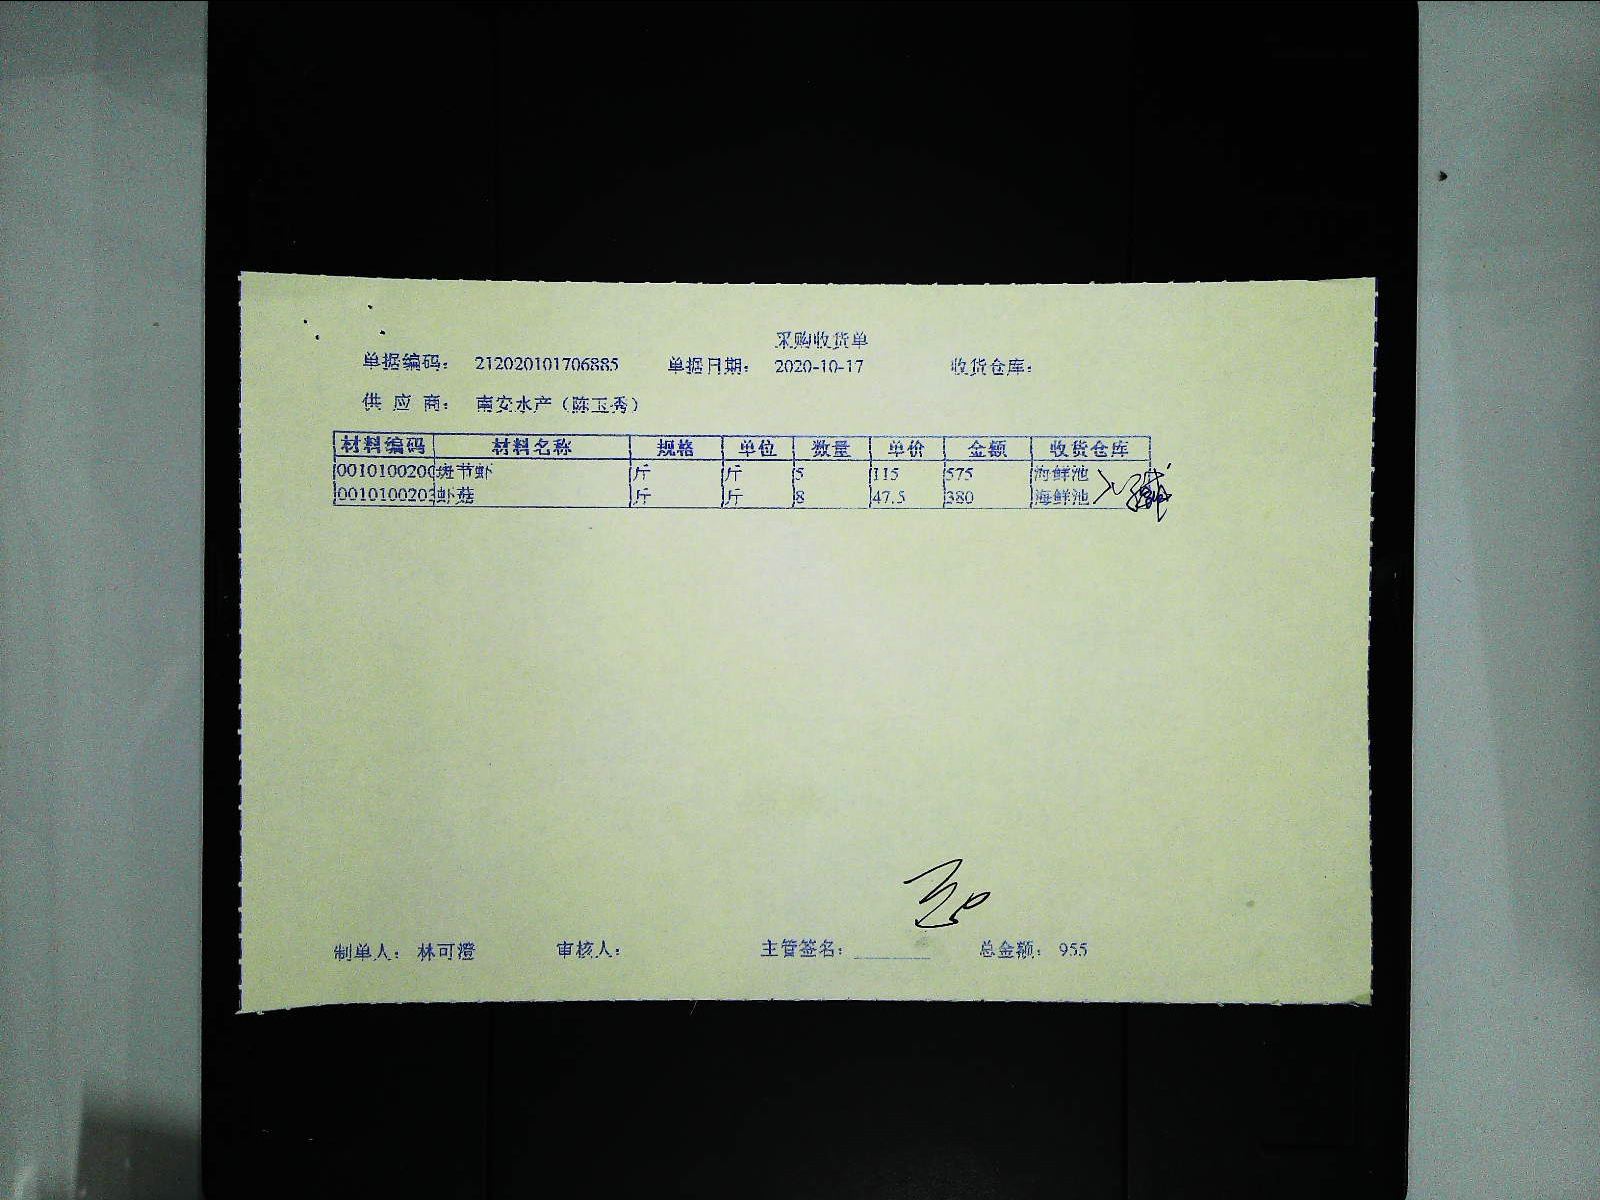 采购收货单
单据编码： 212020101706885 单据日期： 2020-10-17 收货仓库：
供 应 商： 南安水产（陈玉秀）
材料编码 材料名称 规格 单位 数量 单价 金额 收货仓库
0010100200 斑节虾 斤 斤 5 115 575 海鲜池
0010100203 虾菇 斤 斤 8 47.5 380 海鲜池
制单人： 林可澄 审核人： 主管签名： 总金额： 955